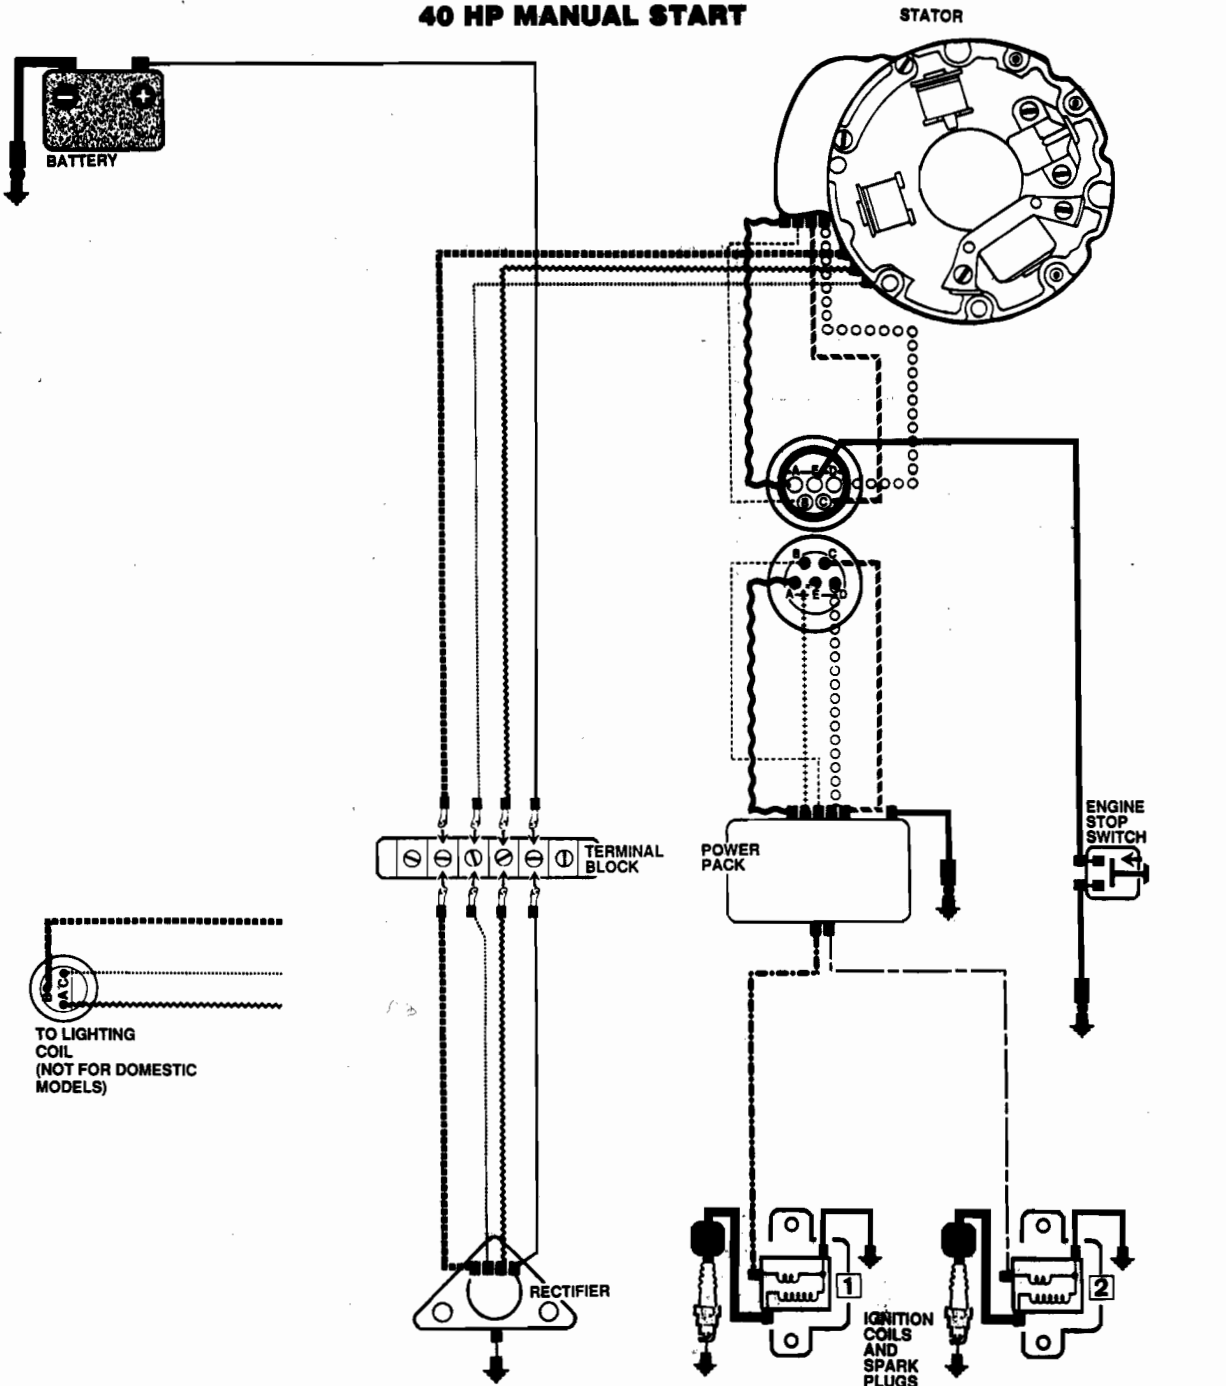 40 HP MANUAL START
STATOR
BATTERY
A E D
B C
B C
A E D
ENGINE
STOP
SWITCH
TERMINAL
BLOCK
POWER
PACK
B A C
TO LIGHTING
COIL
(NOT FOR DOMESTIC
MODELS)
RECTIFIER
1
2
IGNITION
COILS
AND
SPARK
PLUGS